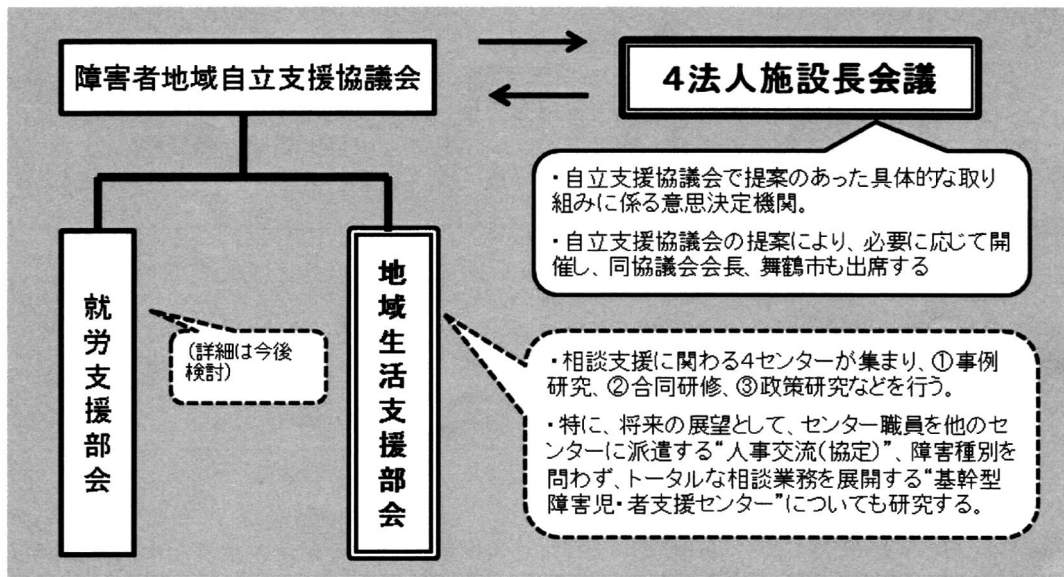 障害者地域自立支援協議会
4法人施設長会議
・自立支援協議会で提案のあった具体的な取り
組みに係る意思決定機関。
・自立支援協議会の提案により、必要に応じて開
催し、同協議会会長、舞鶴市も出席する
就労支援部会
(詳細は今後
検討)
地域生活支援部会
・相談支援に関わる4センターが集まり、①事例
研究、②合同研修、③政策研究などを行う。
・特に、将来の展望として、センター職員を他のセ
ンターに派遣する“人事交流(協定)”、障害種別を
問わず、トータルな相談業務を展開する“基幹型
障害児・者支援センター”についても研究する。